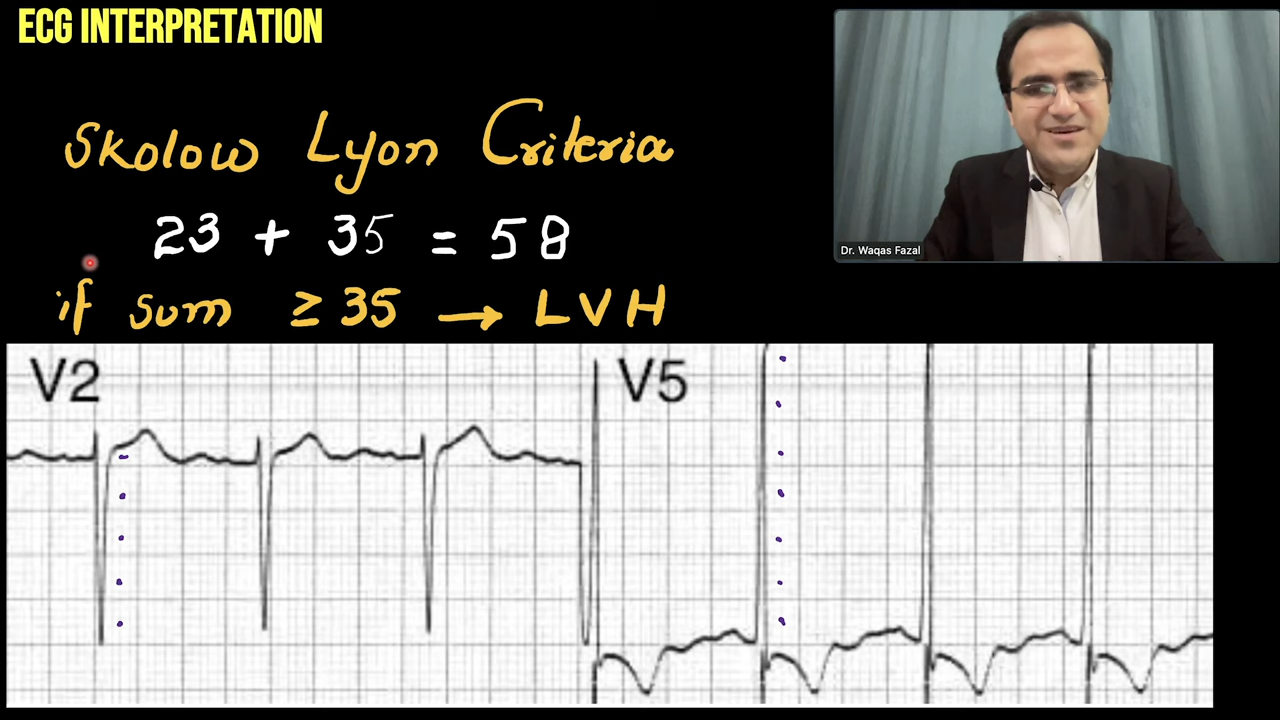 ECG INTERPRETATION
Skolow Lyon Criteria
23 + 35 = 58
if sum ≥ 35 → LVH
Dr. Waqas Fazal
V2 V5